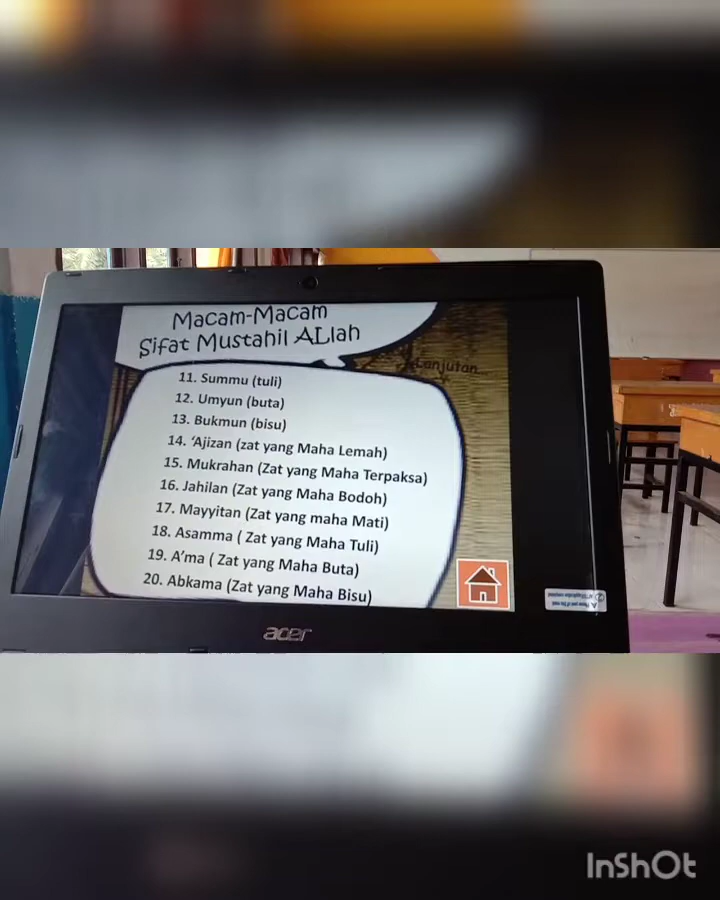 Macam-Macam
Sifat Mustahil ALlah
Lanjutan...
11. Summu (tuli)
12. Umyun (buta)
13. Bukmun (bisu)
14. ‘Ajizan (zat yang Maha Lemah)
15. Mukrahan (Zat yang Maha Terpaksa)
16. Jahilan (Zat yang Maha Bodoh)
17. Mayyitan (Zat yang maha Mati)
18. Asamma ( Zat yang Maha Tuli)
19. A’ma ( Zat yang Maha Buta)
20. Abkama (Zat yang Maha Bisu)
acer
InShOt